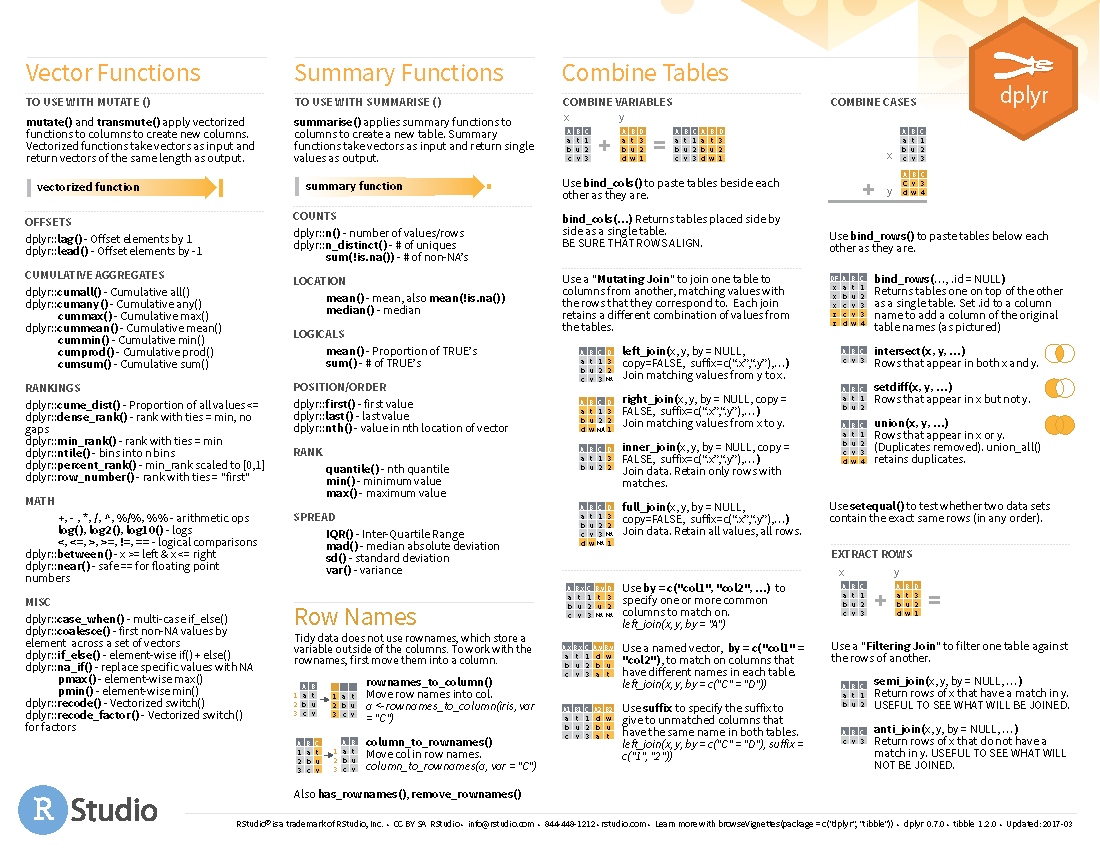 Vector Functions
TO USE WITH MUTATE ()
mutate() and transmute() apply vectorized
functions to columns to create new columns.
Vectorized functions take vectors as input and
return vectors of the same length as output.
vectorized function
OFFSETS
dplyr::lag() - Offset elements by 1
dplyr::lead() - Offset elements by -1
CUMULATIVE AGGREGATES
dplyr::cumall() - Cumulative all()
dplyr::cumany() - Cumulative any()
cummax() - Cumulative max()
dplyr::cummean() - Cumulative mean()
cummin() - Cumulative min()
cumprod() - Cumulative prod()
cumsum() - Cumulative sum()
RANKINGS
dplyr::cume_dist() - Proportion of all values <=
dplyr::dense_rank() - rank with ties = min, no
gaps
dplyr::min_rank() - rank with ties = min
dplyr::ntile() - bins into n bins
dplyr::percent_rank() - min_rank scaled to [0,1]
dplyr::row_number() - rank with ties = "first"
MATH
+, - , *, /, ^, %/%, %% - arithmetic ops
log(), log2(), log10() - logs
<, <=, >, >=, !=, == - logical comparisons
dplyr::between() - x >= left & x <= right
dplyr::near() - safe == for floating point
numbers
MISC
dplyr::case_when() - multi-case if_else()
dplyr::coalesce() - first non-NA values by
element across a set of vectors
dplyr::if_else() - element-wise if() + else()
dplyr::na_if() - replace specific values with NA
pmax() - element-wise max()
pmin() - element-wise min()
dplyr::recode() - Vectorized switch()
dplyr::recode_factor() - Vectorized switch()
for factors
Summary Functions
TO USE WITH SUMMARISE ()
summarise() applies summary functions to
columns to create a new table. Summary
functions take vectors as input and return single
values as output.
summary function
COUNTS
dplyr::n() - number of values/rows
dplyr::n_distinct() - # of uniques
sum(!is.na()) - # of non-NA's
LOCATION
mean() - mean, also mean(!is.na())
median() - median
LOGICALS
mean() - Proportion of TRUE's
sum() - # of TRUE's
POSITION/ORDER
dplyr::first() - first value
dplyr::last() - last value
dplyr::nth() - value in nth location of vector
RANK
quantile() - nth quantile
min() - minimum value
max() - maximum value
SPREAD
IQR() - Inter-Quartile Range
mad() - median absolute deviation
sd() - standard deviation
var() - variance
Row Names
Tidy data does not use rownames, which store a
variable outside of the columns. To work with the
rownames, first move them into a column.
rownames_to_column()
Move row names into col.
a <- rownames_to_column(iris, var
= "C")
column_to_rownames()
Move col in row names.
column_to_rownames(a, var = "C")
Also has_rownames(), remove_rownames()
Combine Tables
COMBINE VARIABLES
x y
A B C
a t 1
b u 2
c v 3
+
A B D
a t 3
b u 2
d w 1
=
A B C A B D
a t 1 a t 3
b u 2 b u 2
c v 3 d w 1
Use bind_cols() to paste tables beside each
other as they are.
bind_cols(...) Returns tables placed side by
side as a single table.
BE SURE THAT ROWS ALIGN.
Use a "Mutating Join" to join one table to
columns from another, matching values with
the rows that they correspond to. Each join
retains a different combination of values from
the tables.
left_join(x, y, by = NULL,
copy=FALSE, suffix=c(".x",".y"),...)
Join matching values from y to x.
right_join(x, y, by = NULL, copy =
FALSE, suffix=c(".x",".y"),...)
Join matching values from x to y.
inner_join(x, y, by = NULL, copy =
FALSE, suffix=c(".x",".y"),...)
Join data. Retain only rows with
matches.
full_join(x, y, by = NULL,
copy=FALSE, suffix=c(".x",".y"),...)
Join data. Retain all values, all rows.
Use by = c("col1", "col2", ...) to
specify one or more common
columns to match on.
left_join(x, y, by = "A")
Use a named vector, by = c("col1" =
"col2"), to match on columns that
have different names in each table.
left_join(x, y, by = c("C" = "D"))
Use suffix to specify the suffix to
give to unmatched columns that
have the same name in both tables.
left_join(x, y, by = c("C" = "D"), suffix =
c("1", "2"))
dplyr
COMBINE CASES
x
A B C
a t 1
b u 2
c v 3
+ y
A B C
C v 3
d w 4
Use bind_rows() to paste tables below each
other as they are.
bind_rows(..., .id = NULL)
Returns tables one on top of the other
as a single table. Set .id to a column
name to add a column of the original
table names (as pictured)
intersect(x, y, ...)
Rows that appear in both x and y.
setdiff(x, y, ...)
Rows that appear in x but not y.
union(x, y, ...)
Rows that appear in x or y.
(Duplicates removed). union_all()
retains duplicates.
Use setequal() to test whether two data sets
contain the exact same rows (in any order).
EXTRACT ROWS
x y
A B C
a t 1
b u 2
c v 3
+
A B D
a t 3
b u 2
d w 1
=
Use a "Filtering Join" to filter one table against
the rows of another.
semi_join(x, y, by = NULL, ...)
Return rows of x that have a match in y.
USEFUL TO SEE WHAT WILL BE JOINED.
anti_join(x, y, by = NULL, ...)
Return rows of x that do not have a
match in y. USEFUL TO SEE WHAT WILL
NOT BE JOINED.
R Studio
RStudio® is a trademark of RStudio, Inc. • CC BY SA RStudio • info@rstudio.com • 844-448-1212 • rstudio.com • Learn more with browseVignettes(package = c("dplyr", "tibble")) • dplyr 0.7.0 • tibble 1.2.0 • Updated: 2017-03